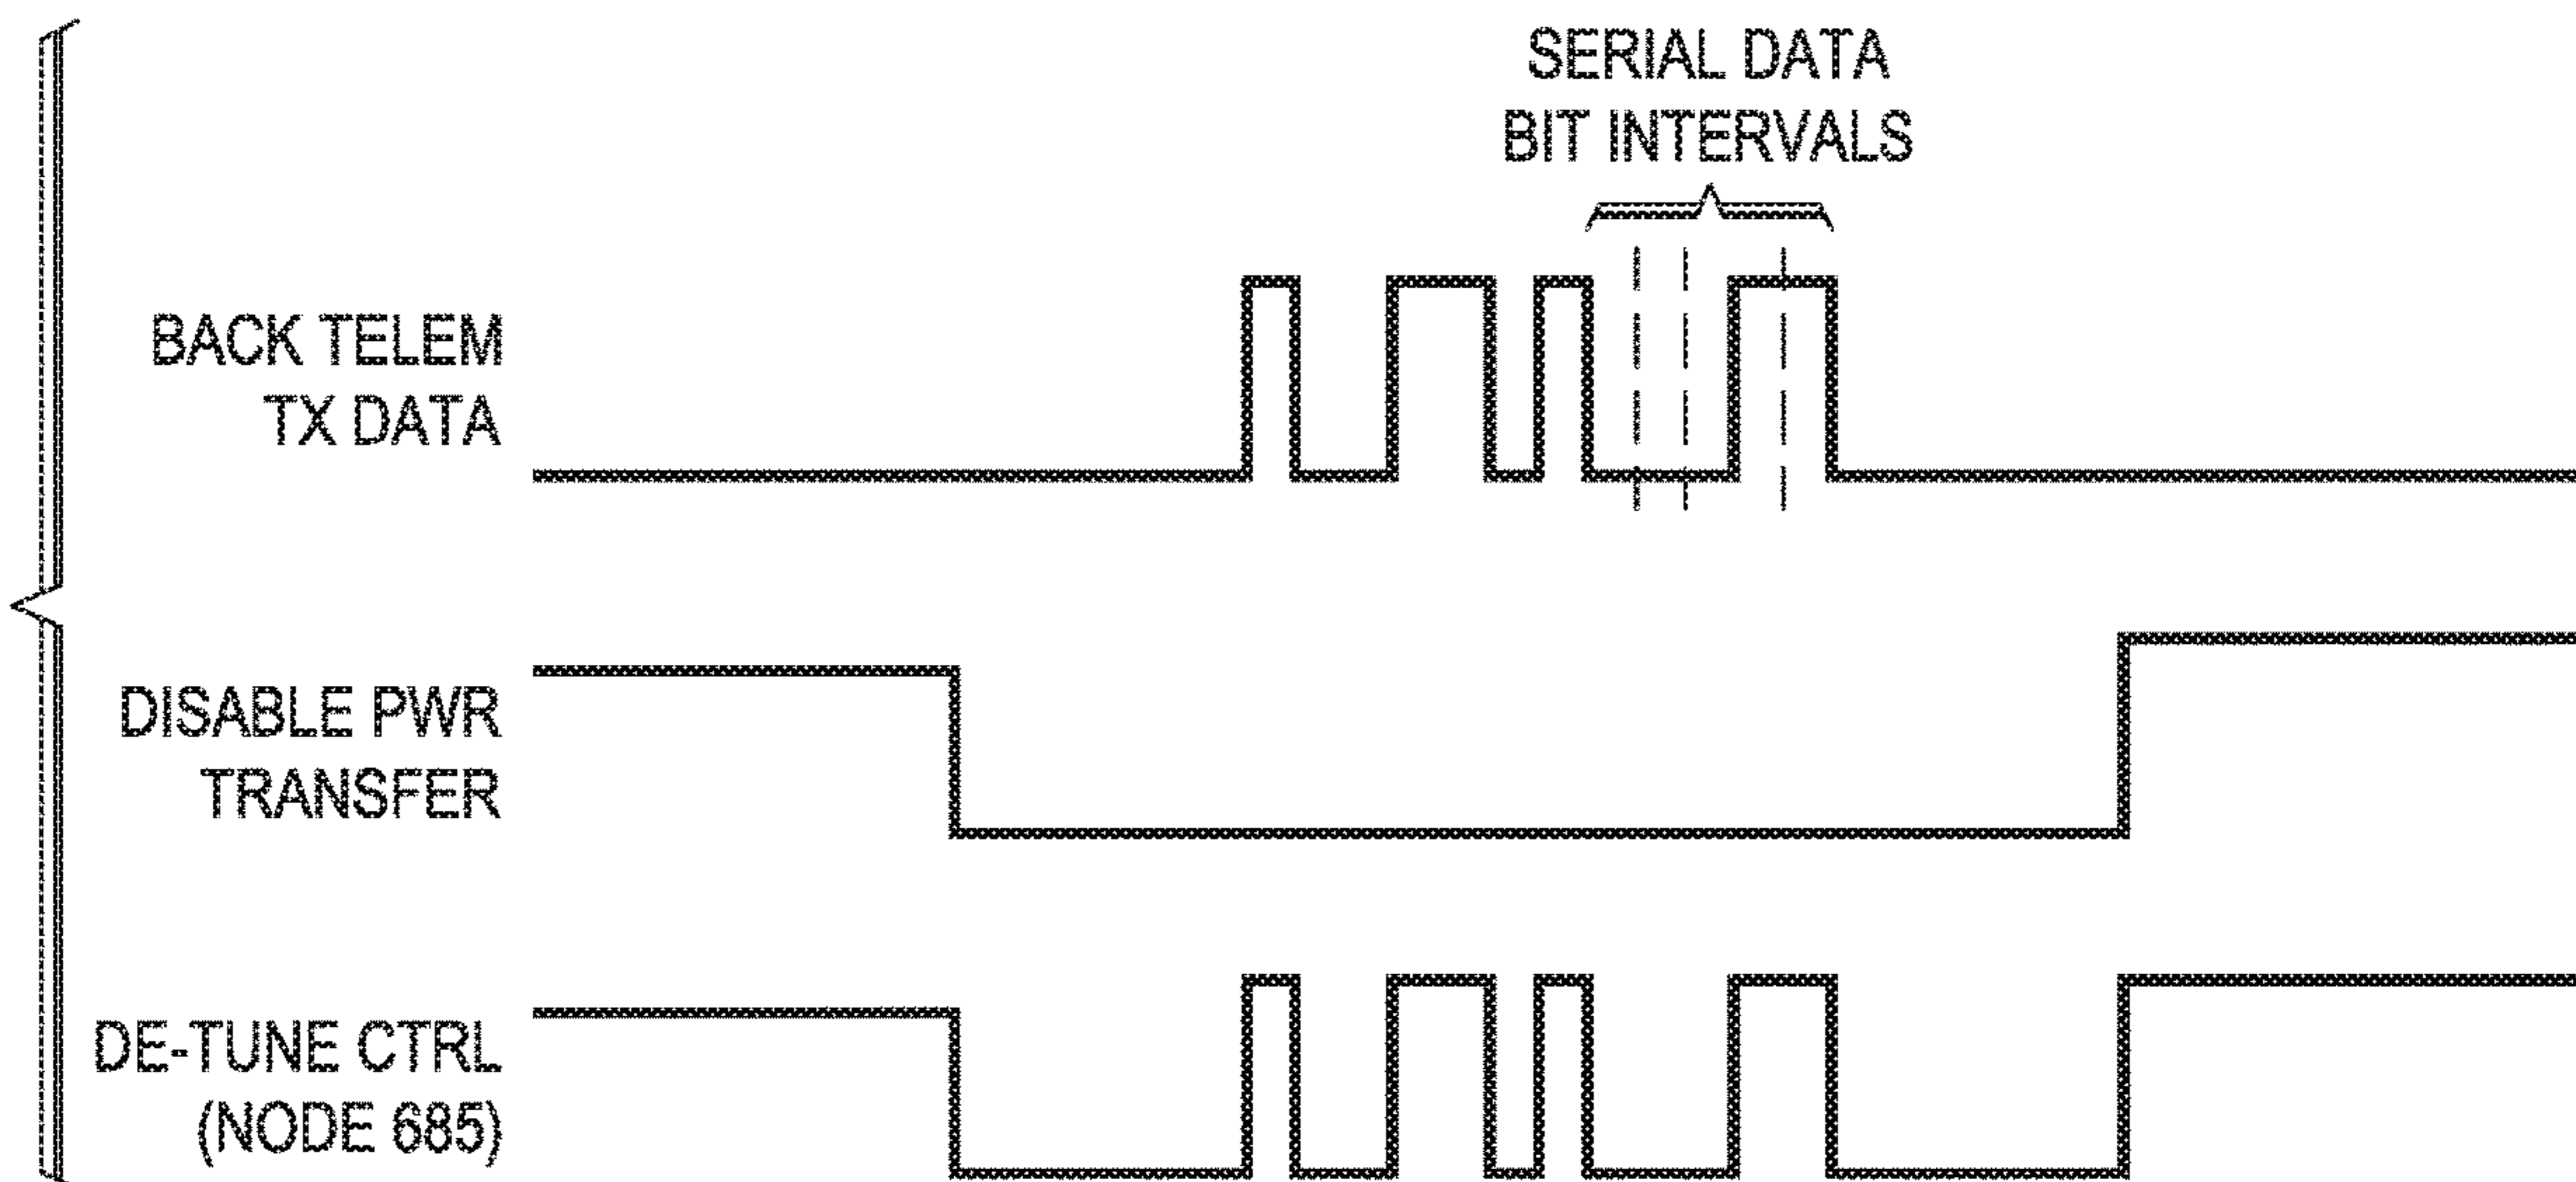 SERIAL DATA
BIT INTERVALS
BACK TELEM
TX DATA
DISABLE PWR
TRANSFER
DE-TUNE CTRL
(NODE 685)